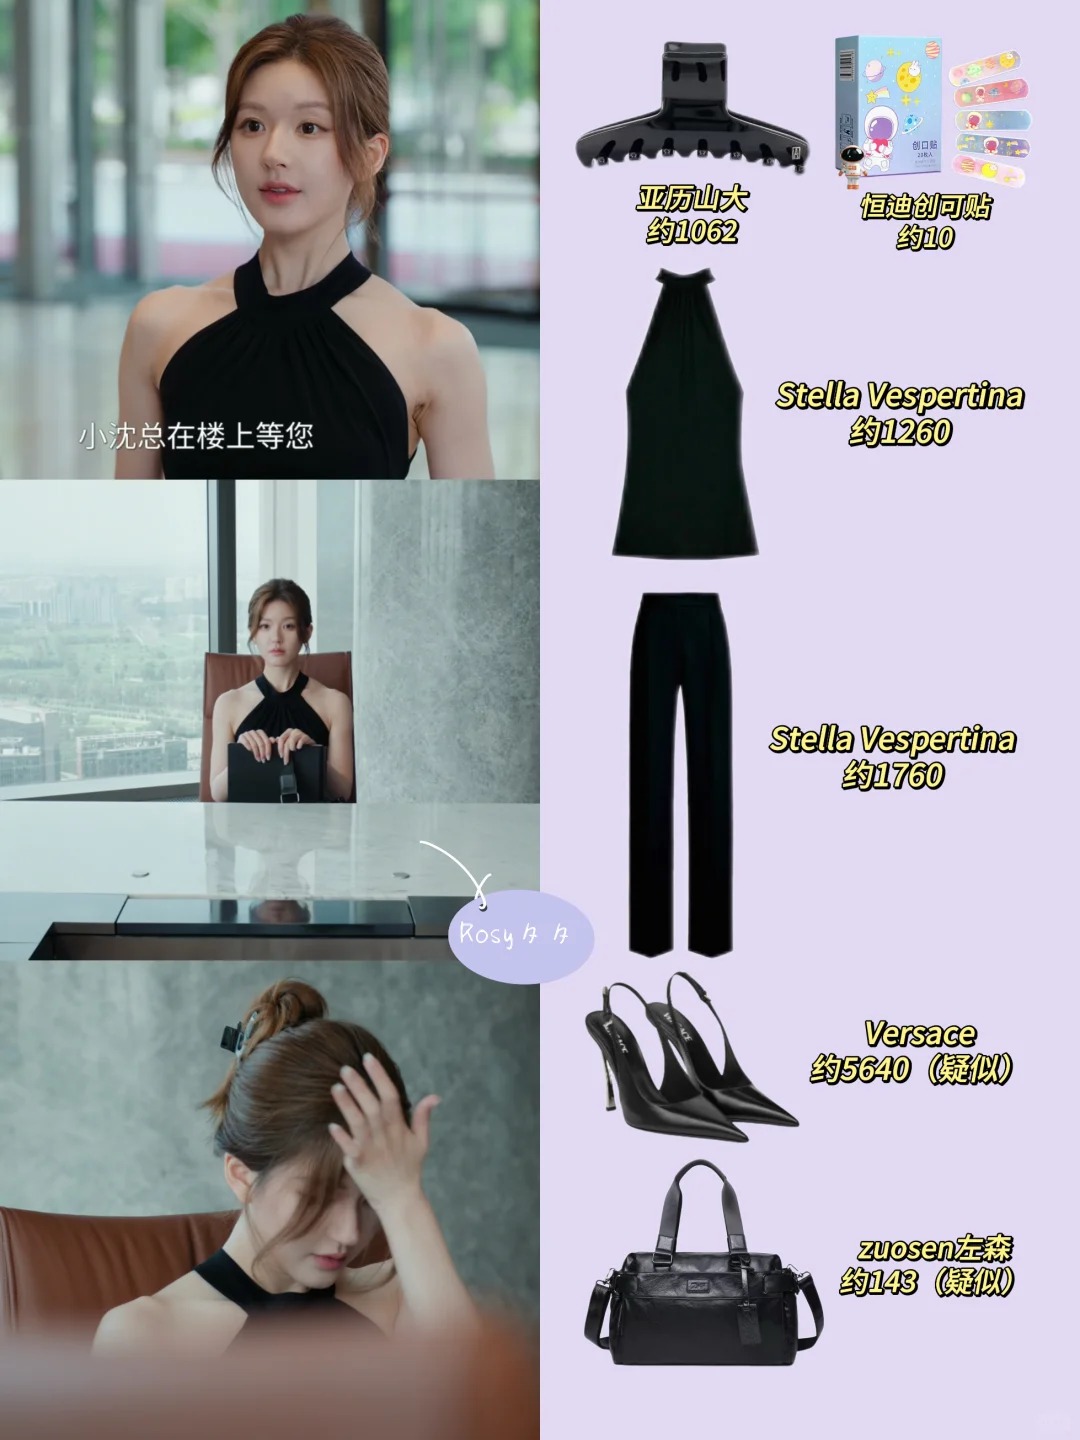 小沈总在楼上等您
Rosy夕夕
创口贴
亚历山大
约1062
恒迪创可贴
约10
Stella Vespertina
约1260
Stella Vespertina
约1760
VERSACE
Versace
约5640（疑似）
zuosen左森
约143（疑似）